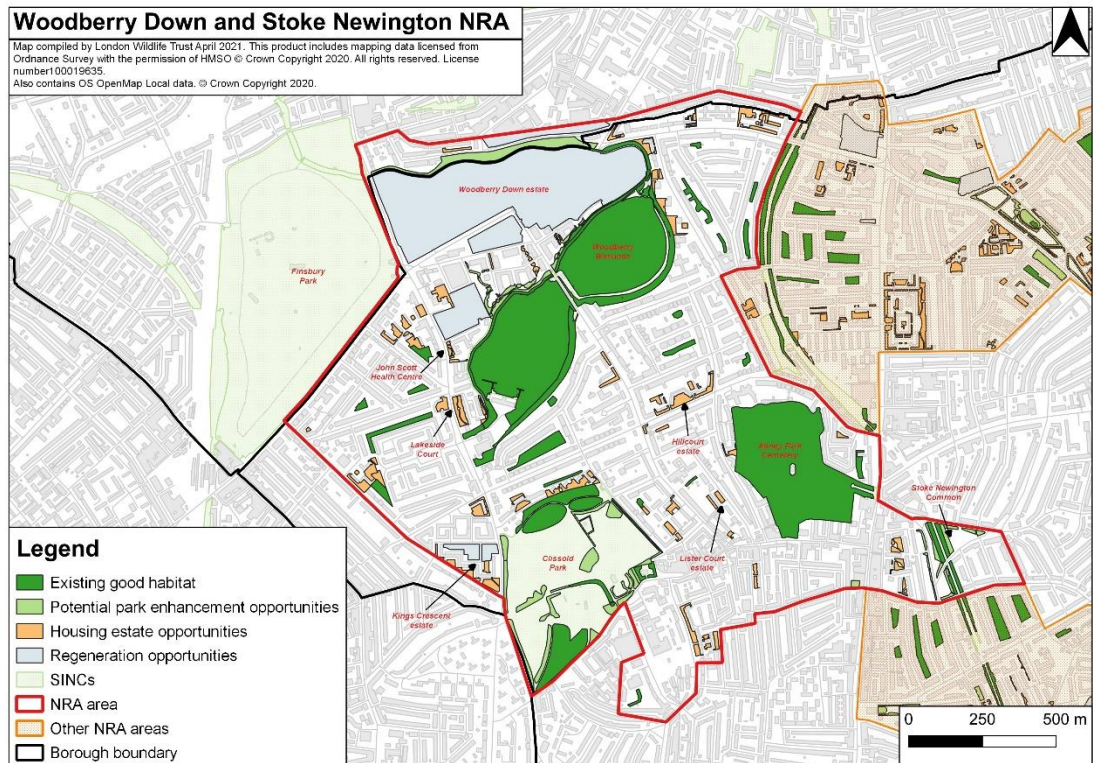 Woodberry Down and Stoke Newington NRA
Map compiled by London Wildlife Trust April 2021. This product includes mapping data licensed from
Ordnance Survey with the permission of HMSO © Crown Copyright 2020. All rights reserved. License
number100019635.
Also contains OS OpenMap Local data. © Crown Copyright 2020.
Woodberry Down estate
Woodberry
Wetlands
Finsbury
Park
John Scott
Health Centre
Lakeside
Court
Hillcourt
estate
Abney Park
Cemetery
Stoke Newington
Common
Clissold
Park
Lister Court
estate
Kings Crescent
estate
Legend
Existing good habitat
Potential park enhancement opportunities
Housing estate opportunities
Regeneration opportunities
SINCs
NRA area
Other NRA areas
Borough boundary
0 250 500 m